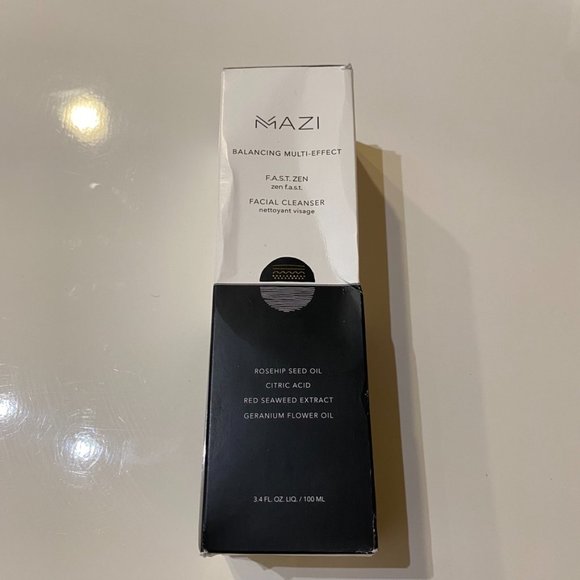 MAZI
BALANCING MULTI-EFFECT
F.A.S.T. ZEN
zen f.a.s.t.
FACIAL CLEANSER
nettoyant visage
ROSEHIP SEED OIL
CITRIC ACID
RED SEAWEED EXTRACT
GERANIUM FLOWER OIL
3.4 FL. OZ. LIQ. / 100 ML